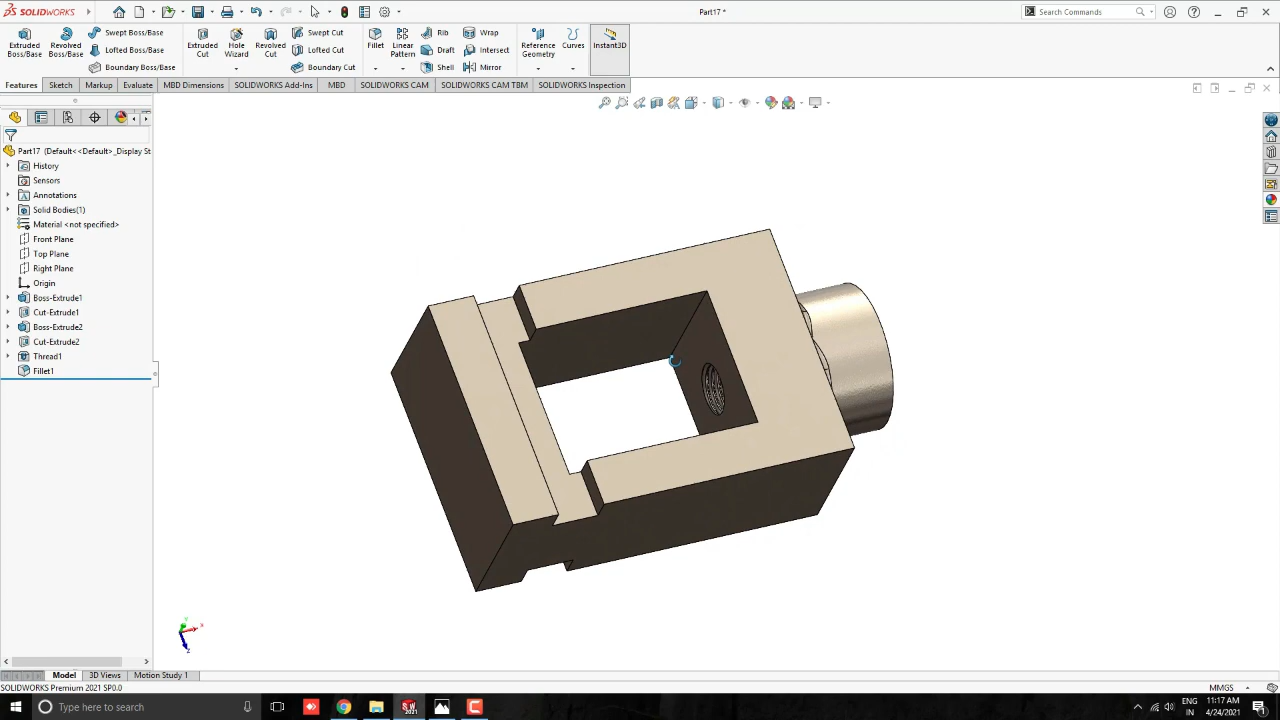 SOLIDWORKS
Part17 *
Search Commands
Extruded Boss/Base
Revolved Boss/Base
Swept Boss/Base
Lofted Boss/Base
Boundary Boss/Base
Extruded Cut
Hole Wizard
Revolved Cut
Swept Cut
Lofted Cut
Boundary Cut
Fillet
Linear Pattern
Rib
Draft
Shell
Wrap
Intersect
Mirror
Reference Geometry
Curves
Instant3D
Features
Sketch
Markup
Evaluate
MBD Dimensions
SOLIDWORKS Add-Ins
MBD
SOLIDWORKS CAM
SOLIDWORKS CAM TBM
SOLIDWORKS Inspection
Part17 (Default<<Default>_Display St
History
Sensors
Annotations
Solid Bodies(1)
Material <not specified>
Front Plane
Top Plane
Right Plane
Origin
Boss-Extrude1
Cut-Extrude1
Boss-Extrude2
Cut-Extrude2
Thread1
Fillet1
Y
X
Z
Model
3D Views
Motion Study 1
SOLIDWORKS Premium 2021 SP0.0
MMGS
Type here to search
ENG
IN
11:17 AM
4/24/2021